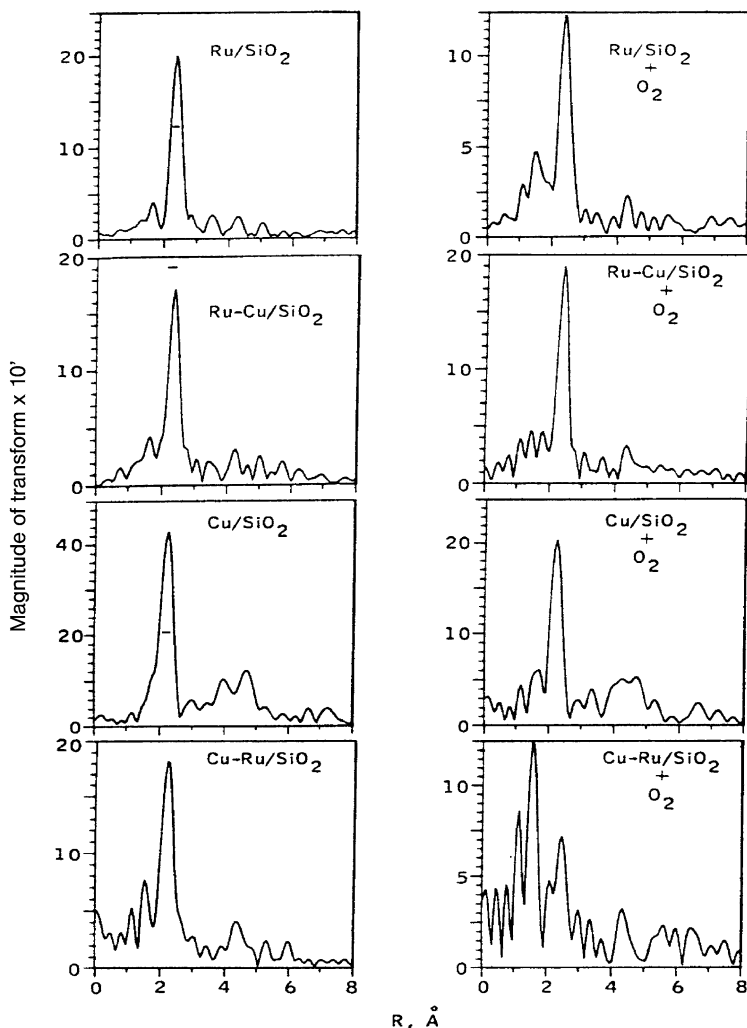 Magnitude of transform x 10'
20
10
0
Ru/SiO₂
10
5
0
Ru/SiO₂
+
O₂
20
10
0
Ru-Cu/SiO₂
20
10
0
Ru-Cu/SiO₂
+
O₂
40
20
0
Cu/SiO₂
20
10
0
Cu/SiO₂
+
O₂
20
10
0
Cu-Ru/SiO₂
10
5
0
Cu-Ru/SiO₂
+
O₂
0 2 4 6 8
0 2 4 6 8
R, Å